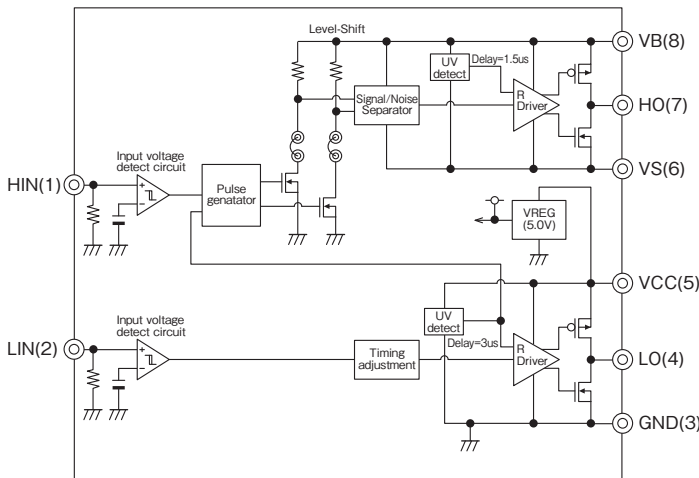 Level-Shift
VB(8)
UV
detect
Delay=1.5us
Signal/Noise
Separator
R
Driver
HO(7)
VS(6)
Input voltage
detect circuit
HIN(1)
+
−
Pulse
genatator
VREG
(5.0V)
VCC(5)
UV
detect
Delay=3us
Input voltage
detect circuit
LIN(2)
+
−
Timing
adjustment
R
Driver
LO(4)
GND(3)